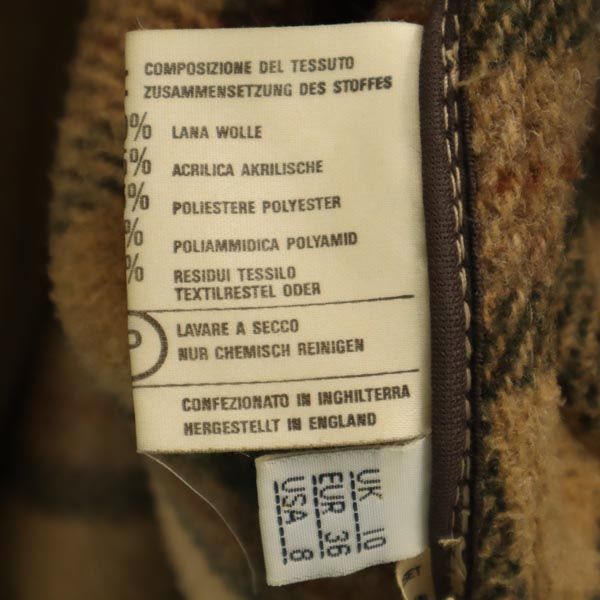 COMPOSIZIONE DEL TESSUTO
ZUSAMMENSETZUNG DES STOFFES
% LANA WOLLE
% ACRILICA AKRILISCHE
% POLIESTERE POLYESTER
% POLIAMMIDICA POLYAMID
% RESIDUI TESSILO
TEXTILRESTEL ODER
P LAVARE A SECCO
NUR CHEMISCH REINIGEN
CONFEZIONATO IN INGHILTERRA
HERGESTELLT IN ENGLAND
UK 10
EUR 36
USA 8